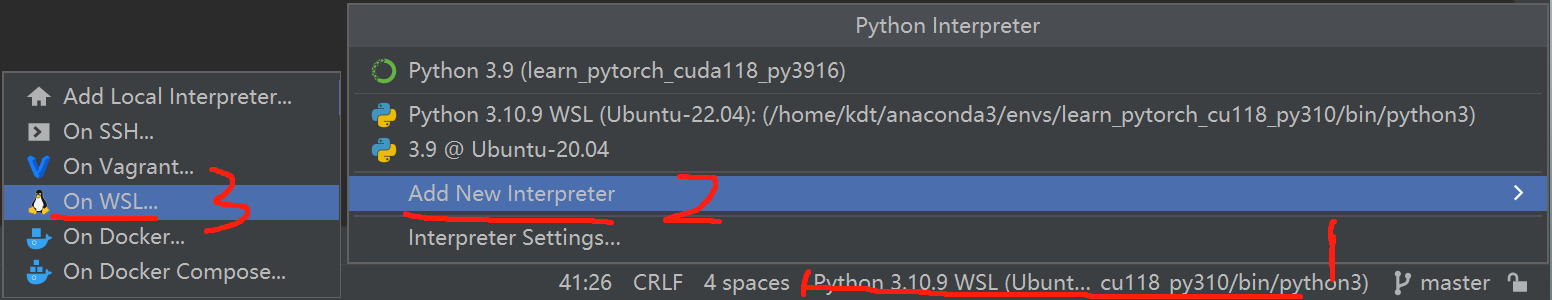 Python Interpreter
Python 3.9 (learn_pytorch_cuda118_py3916)
Python 3.10.9 WSL (Ubuntu-22.04): (/home/kdt/anaconda3/envs/learn_pytorch_cu118_py310/bin/python3)
3.9 @ Ubuntu-20.04
Add New Interpreter
2
Interpreter Settings...
Add Local Interpreter...
On SSH...
On Vagrant...
On WSL...
3
On Docker...
On Docker Compose...
1
41:26 CRLF 4 spaces Python 3.10.9 WSL (Ubunt... cu118_py310/bin/python3) master